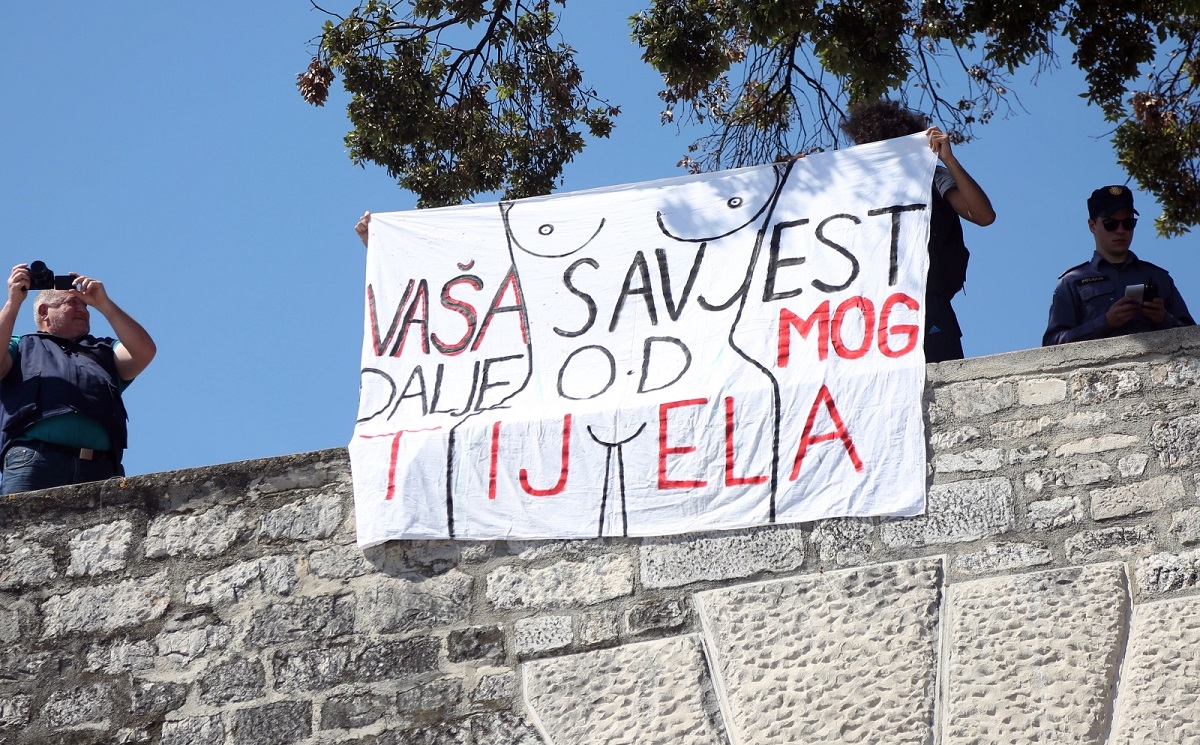 VAŠA SAVJEST
DALJE OD MOG
TIJELA